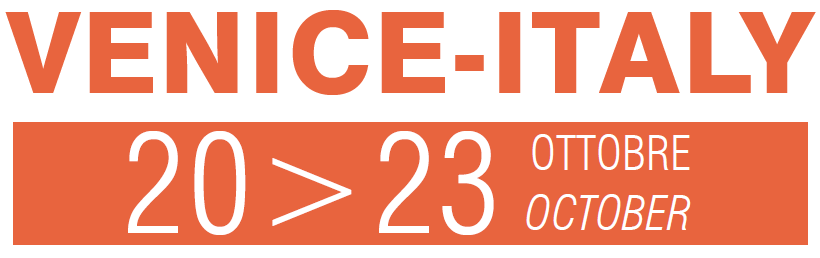 VENICE-ITALY
20 > 23 OTTOBRE
OCTOBER